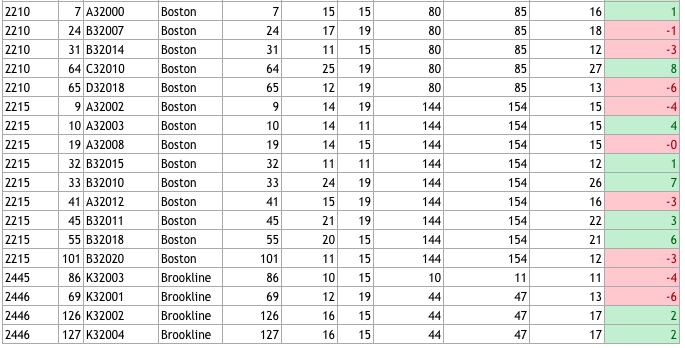 2210 7 A32000 Boston 7 15 15 80 85 16 1
2210 24 B32007 Boston 24 17 19 80 85 18 -1
2210 31 B32014 Boston 31 11 15 80 85 12 -3
2210 64 C32010 Boston 64 25 19 80 85 27 8
2210 65 D32018 Boston 65 12 19 80 85 13 -6
2215 9 A32002 Boston 9 14 19 144 154 15 -4
2215 10 A32003 Boston 10 14 11 144 154 15 4
2215 19 A32008 Boston 19 14 15 144 154 15 -0
2215 32 B32015 Boston 32 11 11 144 154 12 1
2215 33 B32010 Boston 33 24 19 144 154 26 7
2215 41 A32012 Boston 41 15 19 144 154 16 -3
2215 45 B32011 Boston 45 21 19 144 154 22 3
2215 55 B32018 Boston 55 20 15 144 154 21 6
2215 101 B32020 Boston 101 11 15 144 154 12 -3
2445 86 K32003 Brookline 86 10 15 10 11 11 -4
2446 69 K32001 Brookline 69 12 19 44 47 13 -6
2446 126 K32002 Brookline 126 16 15 44 47 17 2
2446 127 K32004 Brookline 127 16 15 44 47 17 2